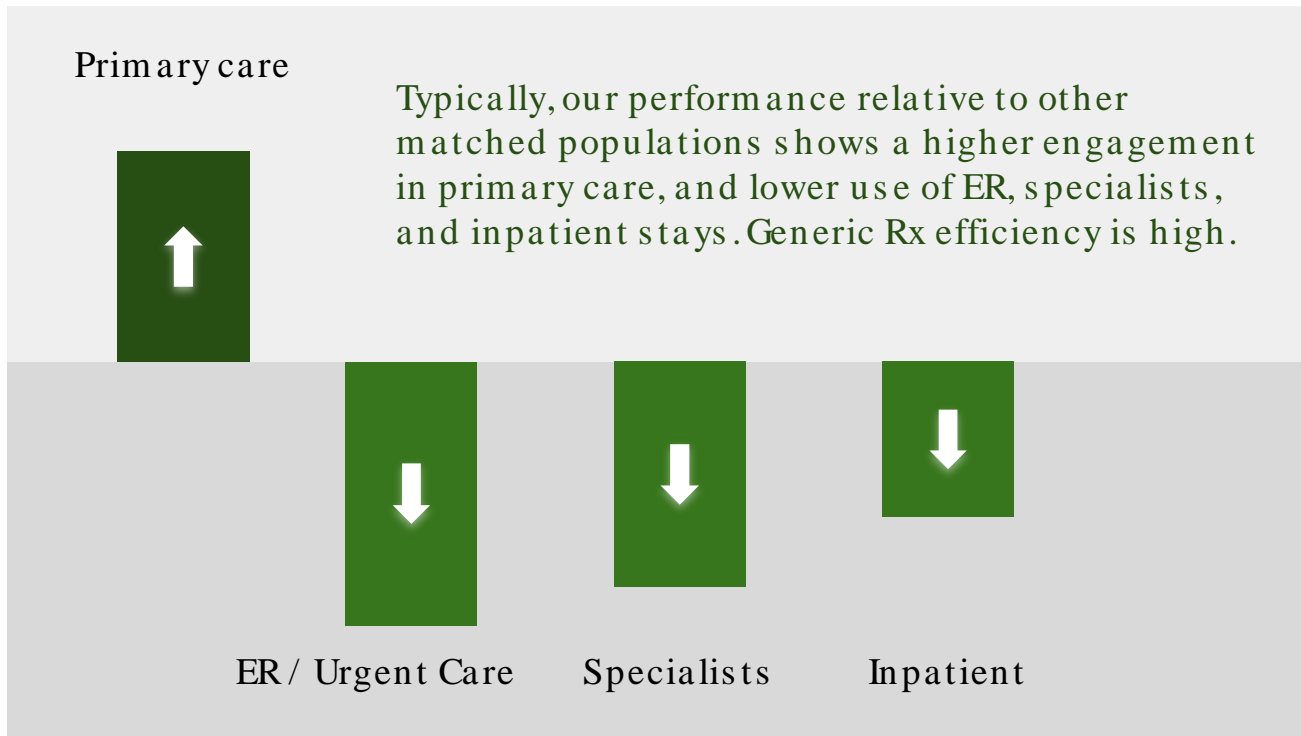 Primary care
Typically, our performance relative to other
matched populations shows a higher engagement
in primary care, and lower use of ER, specialists,
and inpatient stays. Generic Rx efficiency is high.
ER / Urgent Care
Specialists
Inpatient